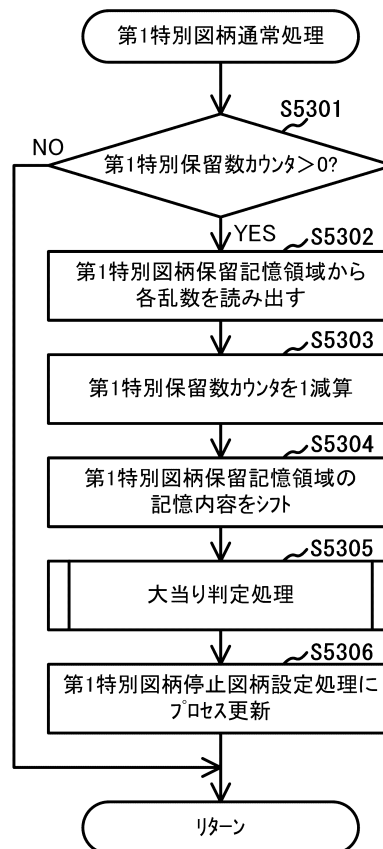 第1特別図柄通常処理
S5301
NO
第1特別保留数カウンタ>0?
YES
S5302
第1特別図柄保留記憶領域から
各乱数を読み出す
S5303
第1特別保留数カウンタを1減算
S5304
第1特別図柄保留記憶領域の
記憶内容をシフト
S5305
大当り判定処理
S5306
第1特別図柄停止図柄設定処理に
プロセス更新
リターン